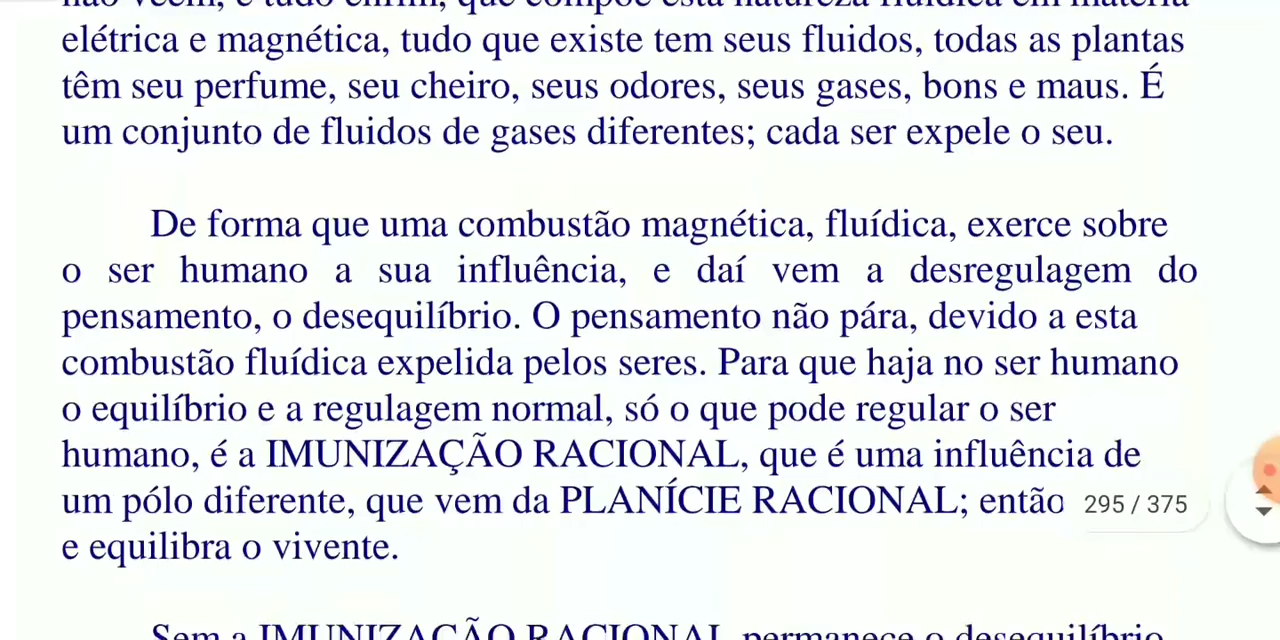 elétrica e magnética, tudo que existe tem seus fluidos, todas as plantas
têm seu perfume, seu cheiro, seus odores, seus gases, bons e maus. É
um conjunto de fluidos de gases diferentes; cada ser expele o seu.
De forma que uma combustão magnética, fluídica, exerce sobre
o ser humano a sua influência, e daí vem a desregulagem do
pensamento, o desequilíbrio. O pensamento não pára, devido a esta
combustão fluídica expelida pelos seres. Para que haja no ser humano
o equilíbrio e a regulagem normal, só o que pode regular o ser
humano, é a IMUNIZAÇÃO RACIONAL, que é uma influência de
um pólo diferente, que vem da PLANÍCIE RACIONAL; então
295 / 375
e equilibra o vivente.
Sem a IMUNIZAÇÃO RACIONAL permanece o desequilíbrio